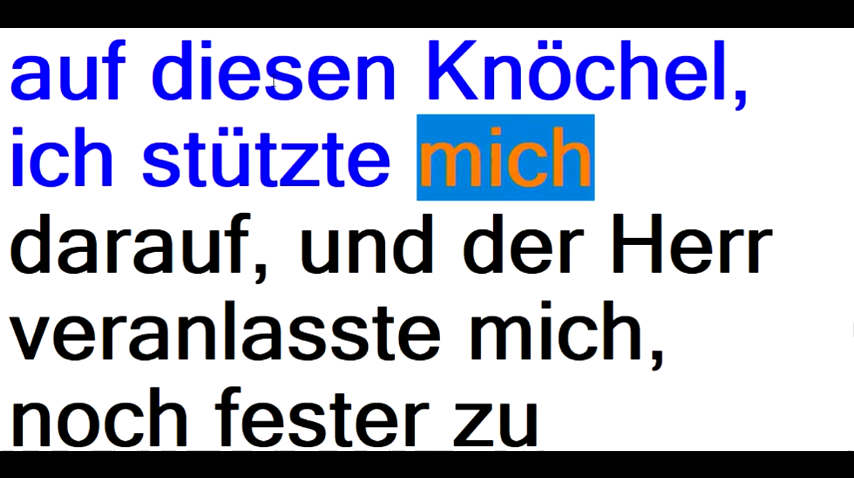 auf diesen Knöchel,
ich stützte mich
darauf, und der Herr
veranlasste mich,
noch fester zu